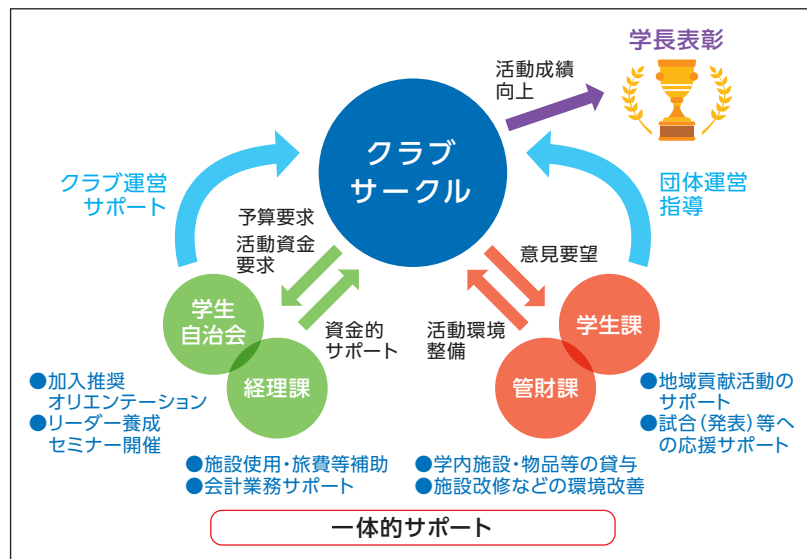 学長表彰
活動成績
向上
クラブ
サークル
クラブ運営
サポート
団体運営
指導
予算要求
活動資金
要求
意見要望
学生
自治会
資金的
サポート
活動環境
整備
学生課
経理課
管財課
●加入推奨
オリエンテーション
●リーダー養成
セミナー開催
●地域貢献活動の
サポート
●試合(発表)等へ
の応援サポート
●施設使用・旅費等補助
●会計業務サポート
●学内施設・物品等の貸与
●施設改修などの環境改善
一体的サポート